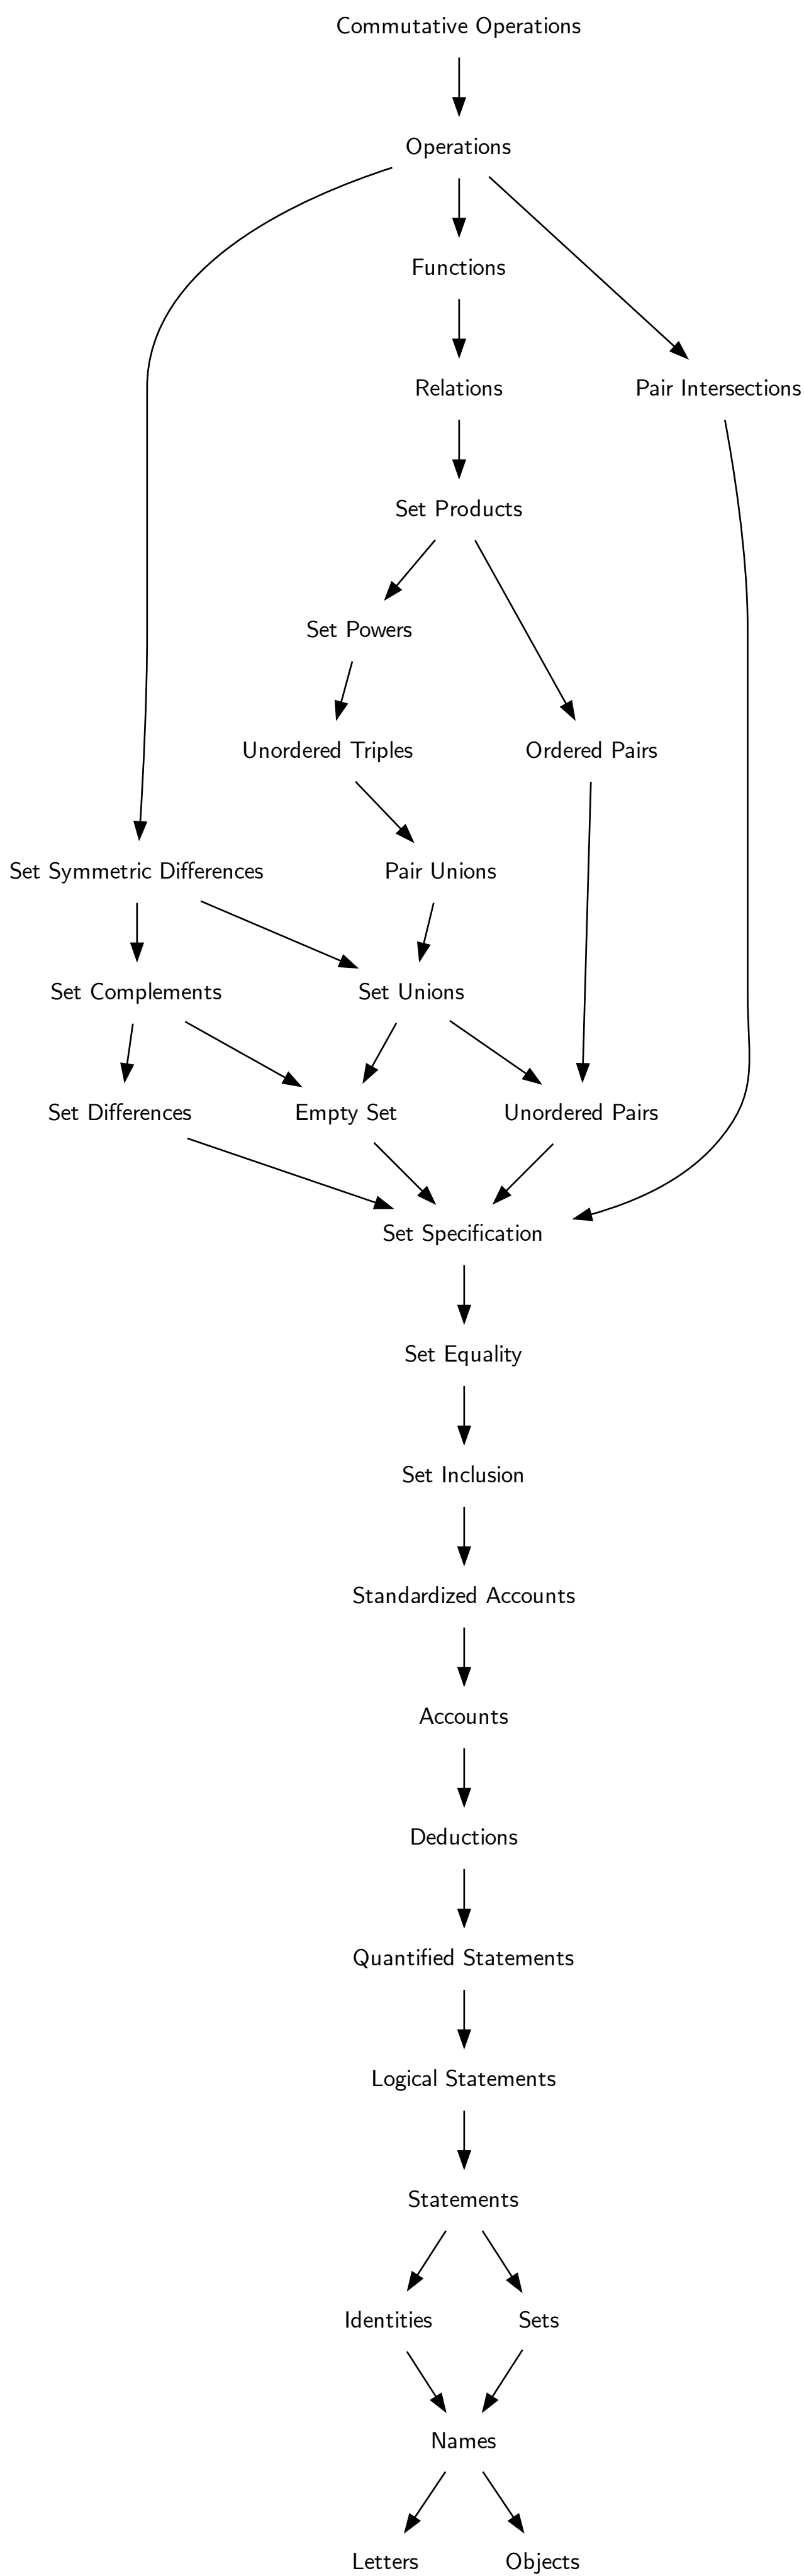 Commutative Operations
Operations
Functions
Relations
Pair Intersections
Set Products
Set Powers
Unordered Triples
Ordered Pairs
Set Symmetric Differences
Pair Unions
Set Complements
Set Unions
Set Differences
Empty Set
Unordered Pairs
Set Specification
Set Equality
Set Inclusion
Standardized Accounts
Accounts
Deductions
Quantified Statements
Logical Statements
Statements
Identities
Sets
Names
Letters
Objects